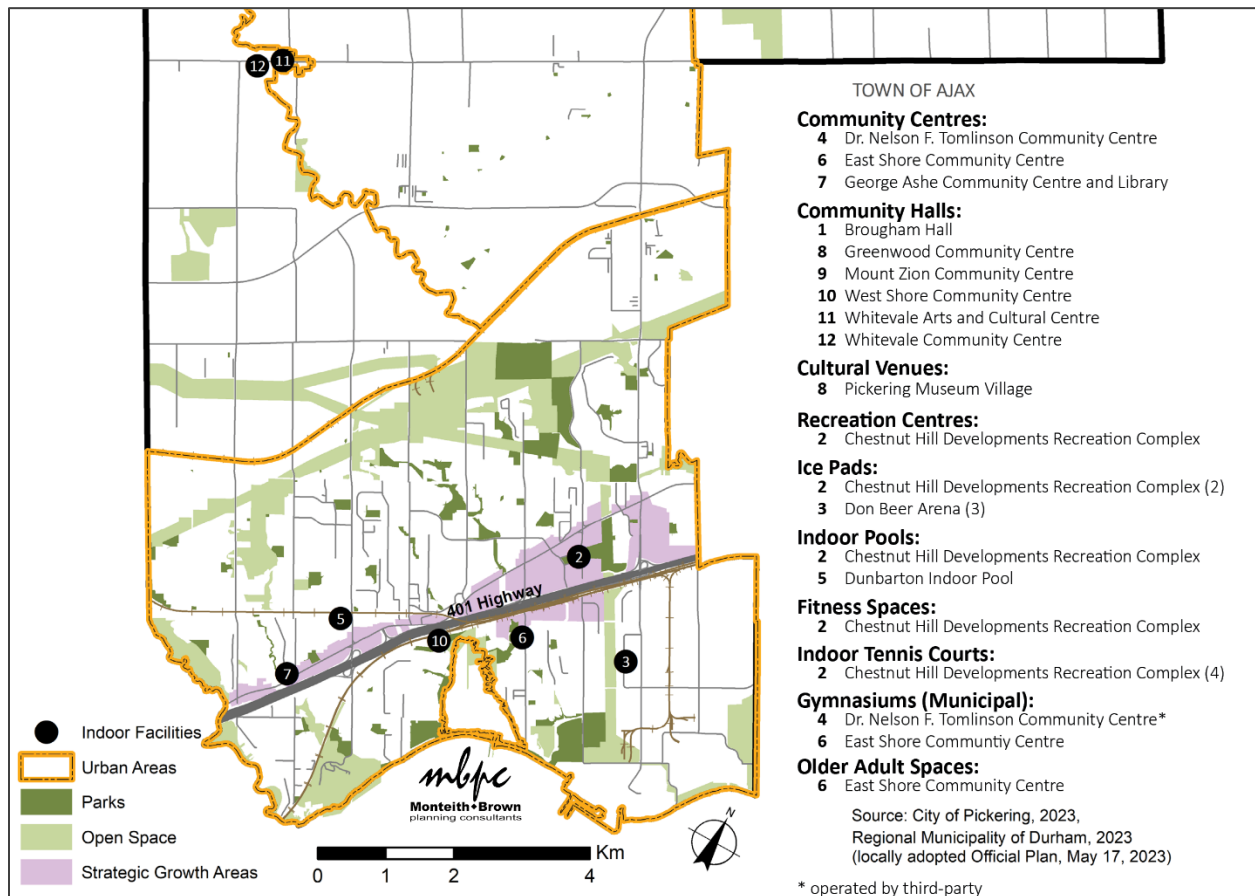 12
11
TOWN OF AJAX
Community Centres:
4 Dr. Nelson F. Tomlinson Community Centre
6 East Shore Community Centre
7 George Ashe Community Centre and Library
Community Halls:
1 Brougham Hall
8 Greenwood Community Centre
9 Mount Zion Community Centre
10 West Shore Community Centre
11 Whitevale Arts and Cultural Centre
12 Whitevale Community Centre
Cultural Venues:
8 Pickering Museum Village
Recreation Centres:
2 Chestnut Hill Developments Recreation Complex
Ice Pads:
2 Chestnut Hill Developments Recreation Complex (2)
3 Don Beer Arena (3)
Indoor Pools:
2 Chestnut Hill Developments Recreation Complex
5 Dunbarton Indoor Pool
Fitness Spaces:
2 Chestnut Hill Developments Recreation Complex
Indoor Tennis Courts:
2 Chestnut Hill Developments Recreation Complex (4)
Gymnasiums (Municipal):
4 Dr. Nelson F. Tomlinson Community Centre*
6 East Shore Communtiy Centre
Older Adult Spaces:
6 East Shore Community Centre
Source: City of Pickering, 2023,
Regional Municipality of Durham, 2023
(locally adopted Official Plan, May 17, 2023)
* operated by third-party
2
401 Highway
5
10
6
3
7
Indoor Facilities
Urban Areas
Parks
Open Space
Strategic Growth Areas
mbpc
Monteith♦Brown
planning consultants
Km
0 1 2 4
N